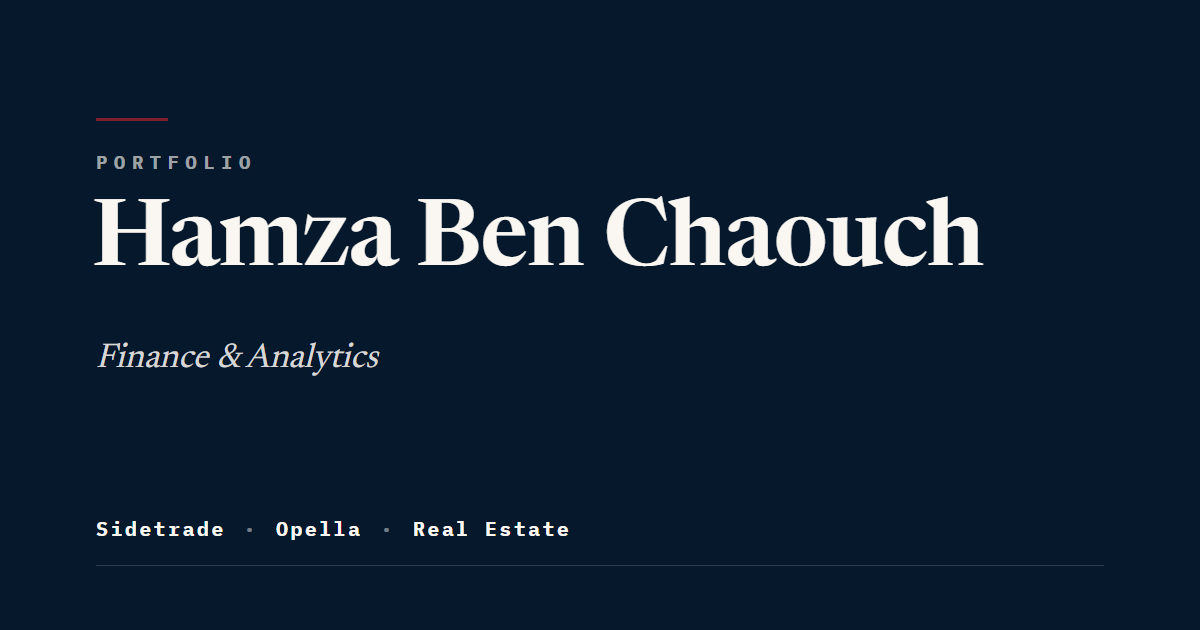 PORTFOLIO
Hamza Ben Chaouch
Finance & Analytics
Sidetrade · Opella · Real Estate